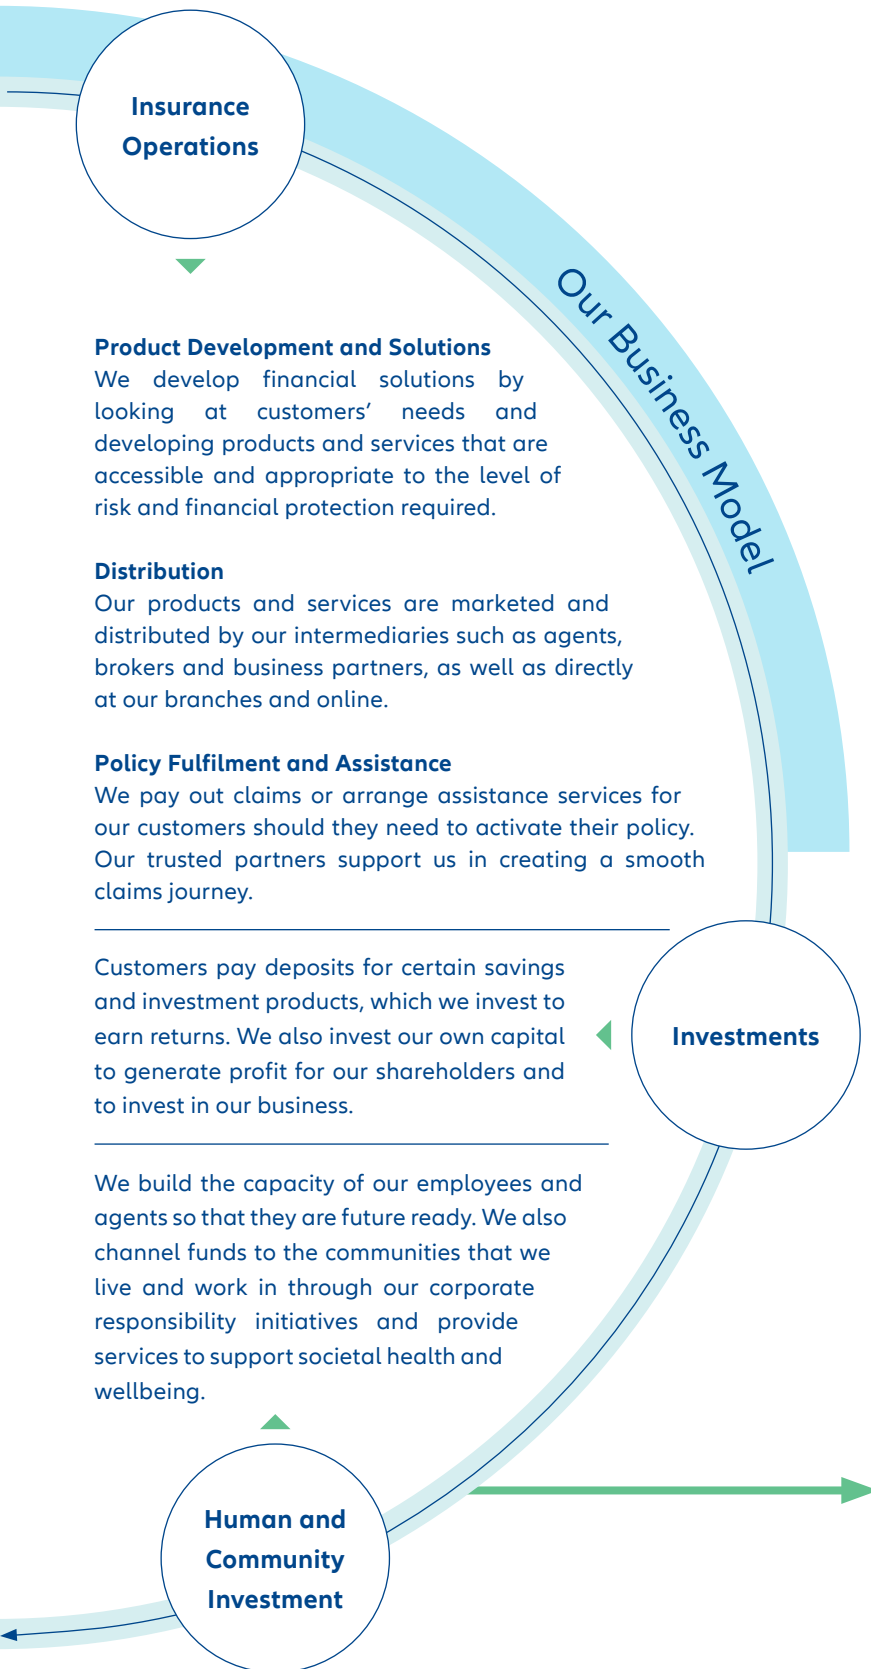 Insurance
Operations
Our Business Model
Product Development and Solutions
We develop financial solutions by
looking at customers’ needs and
developing products and services that are
accessible and appropriate to the level of
risk and financial protection required.
Distribution
Our products and services are marketed and
distributed by our intermediaries such as agents,
brokers and business partners, as well as directly
at our branches and online.
Policy Fulfilment and Assistance
We pay out claims or arrange assistance services for
our customers should they need to activate their policy.
Our trusted partners support us in creating a smooth
claims journey.
Customers pay deposits for certain savings
and investment products, which we invest to
earn returns. We also invest our own capital
to generate profit for our shareholders and
to invest in our business.
Investments
We build the capacity of our employees and
agents so that they are future ready. We also
channel funds to the communities that we
live and work in through our corporate
responsibility initiatives and provide
services to support societal health and
wellbeing.
Human and
Community
Investment